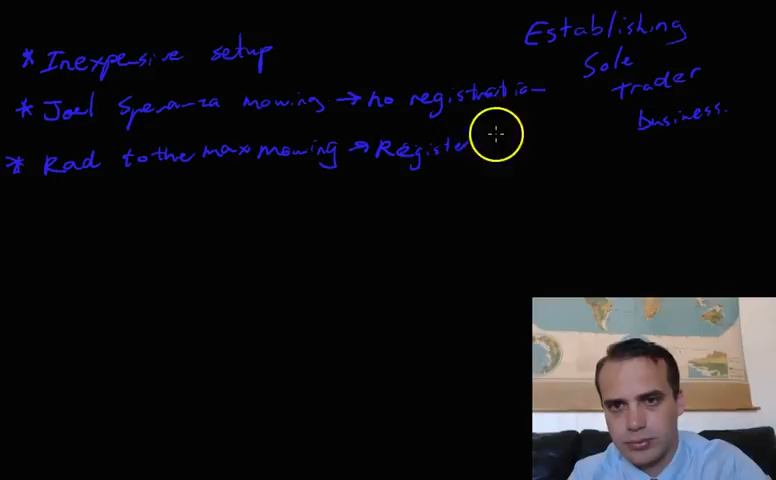 Establishing
Sole
trader
business.
* Inexpensive setup
* Joel Speranza mowing → no registration
* Rad to the max mowing → Register